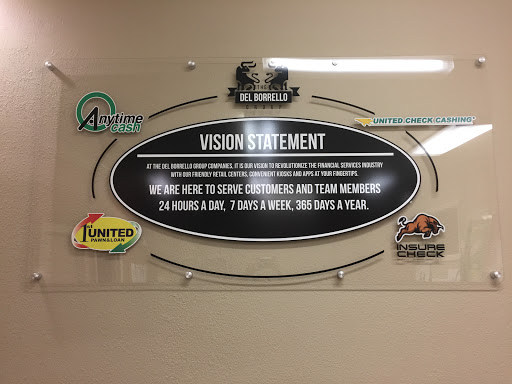 THE
DEL BORRELLO
GROUP
Anytime
cash
UNITED CHECK CASHING
VISION STATEMENT
AT THE DEL BORRELLO GROUP COMPANIES, IT IS OUR VISION TO REVOLUTIONIZE THE FINANCIAL SERVICES INDUSTRY
WITH OUR FRIENDLY RETAIL CENTERS, CONVENIENT KIOSKS AND APPS AT YOUR FINGERTIPS.
WE ARE HERE TO SERVE CUSTOMERS AND TEAM MEMBERS
24 HOURS A DAY, 7 DAYS A WEEK, 365 DAYS A YEAR.
1st
UNITED
PAWN&LOAN
INSURE
CHECK